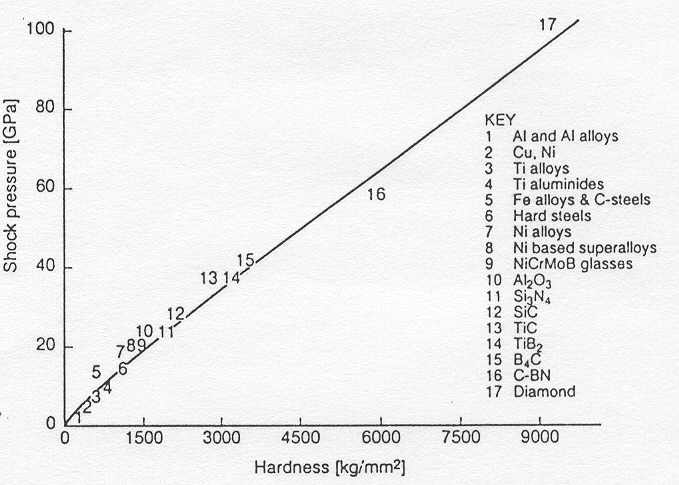 100
80
60
40
20
0
Shock pressure [GPa]
0 1500 3000 4500 6000 7500 9000
Hardness [kg/mm²]
17
16
15
13 14
12
10 11
7 8 8 9
6
5
4
3
2
1
KEY
1 Al and Al alloys
2 Cu, Ni
3 Ti alloys
4 Ti aluminides
5 Fe alloys & C-steels
6 Hard steels
7 Ni alloys
8 Ni based superalloys
9 NiCrMoB glasses
10 Al₂O₃
11 Si₃N₄
12 SiC
13 TiC
14 TiB₂
15 B₄C
16 C-BN
17 Diamond